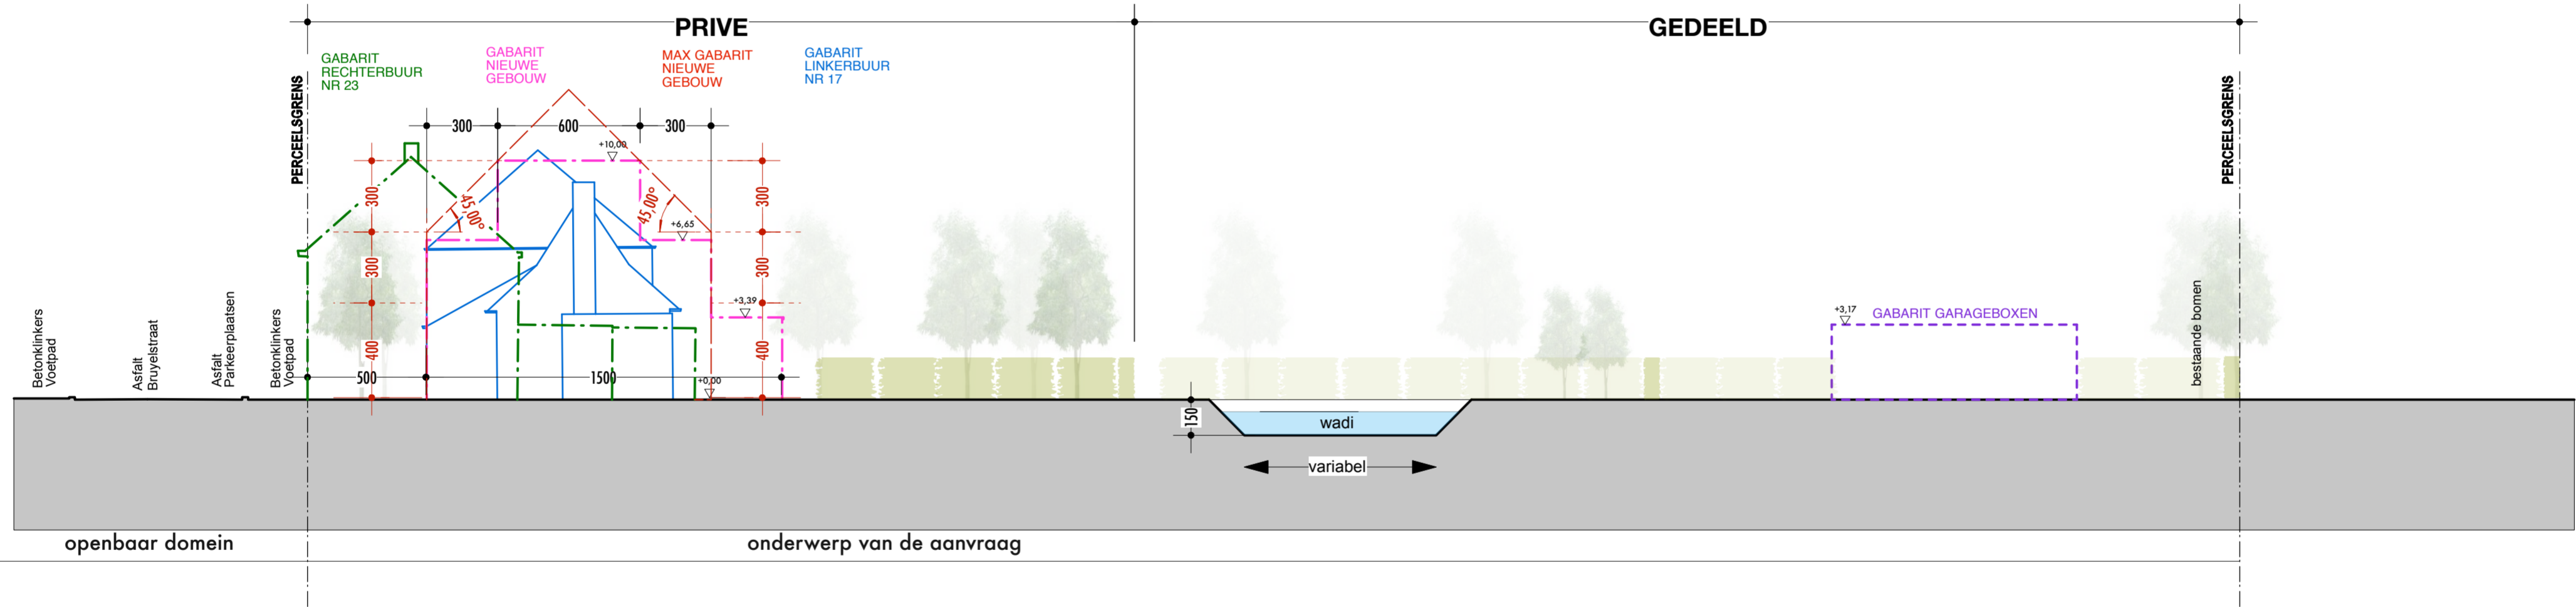 PRIVE
GEDEELD
GABARIT
RECHTERBUUR
NR 23
GABARIT
NIEUWE
GEBOUW
MAX GABARIT
NIEUWE
GEBOUW
GABARIT
LINKERBUUR
NR 17
PERCEELSGRENS
PERCEELSGRENS
300
600
300
+10,00
300
45,00°
45,00°
300
+6,65
300
300
+3,39
400
400
+3,17
GABARIT GARAGEBOXEN
bestaande bomen
Betonklinkers
Voetpad
Asfalt
Bruyelstraat
Asfalt
Parkeerplaatsen
Betonklinkers
Voetpad
500
1500
+0,00
150
wadi
variabel
openbaar domein
onderwerp van de aanvraag